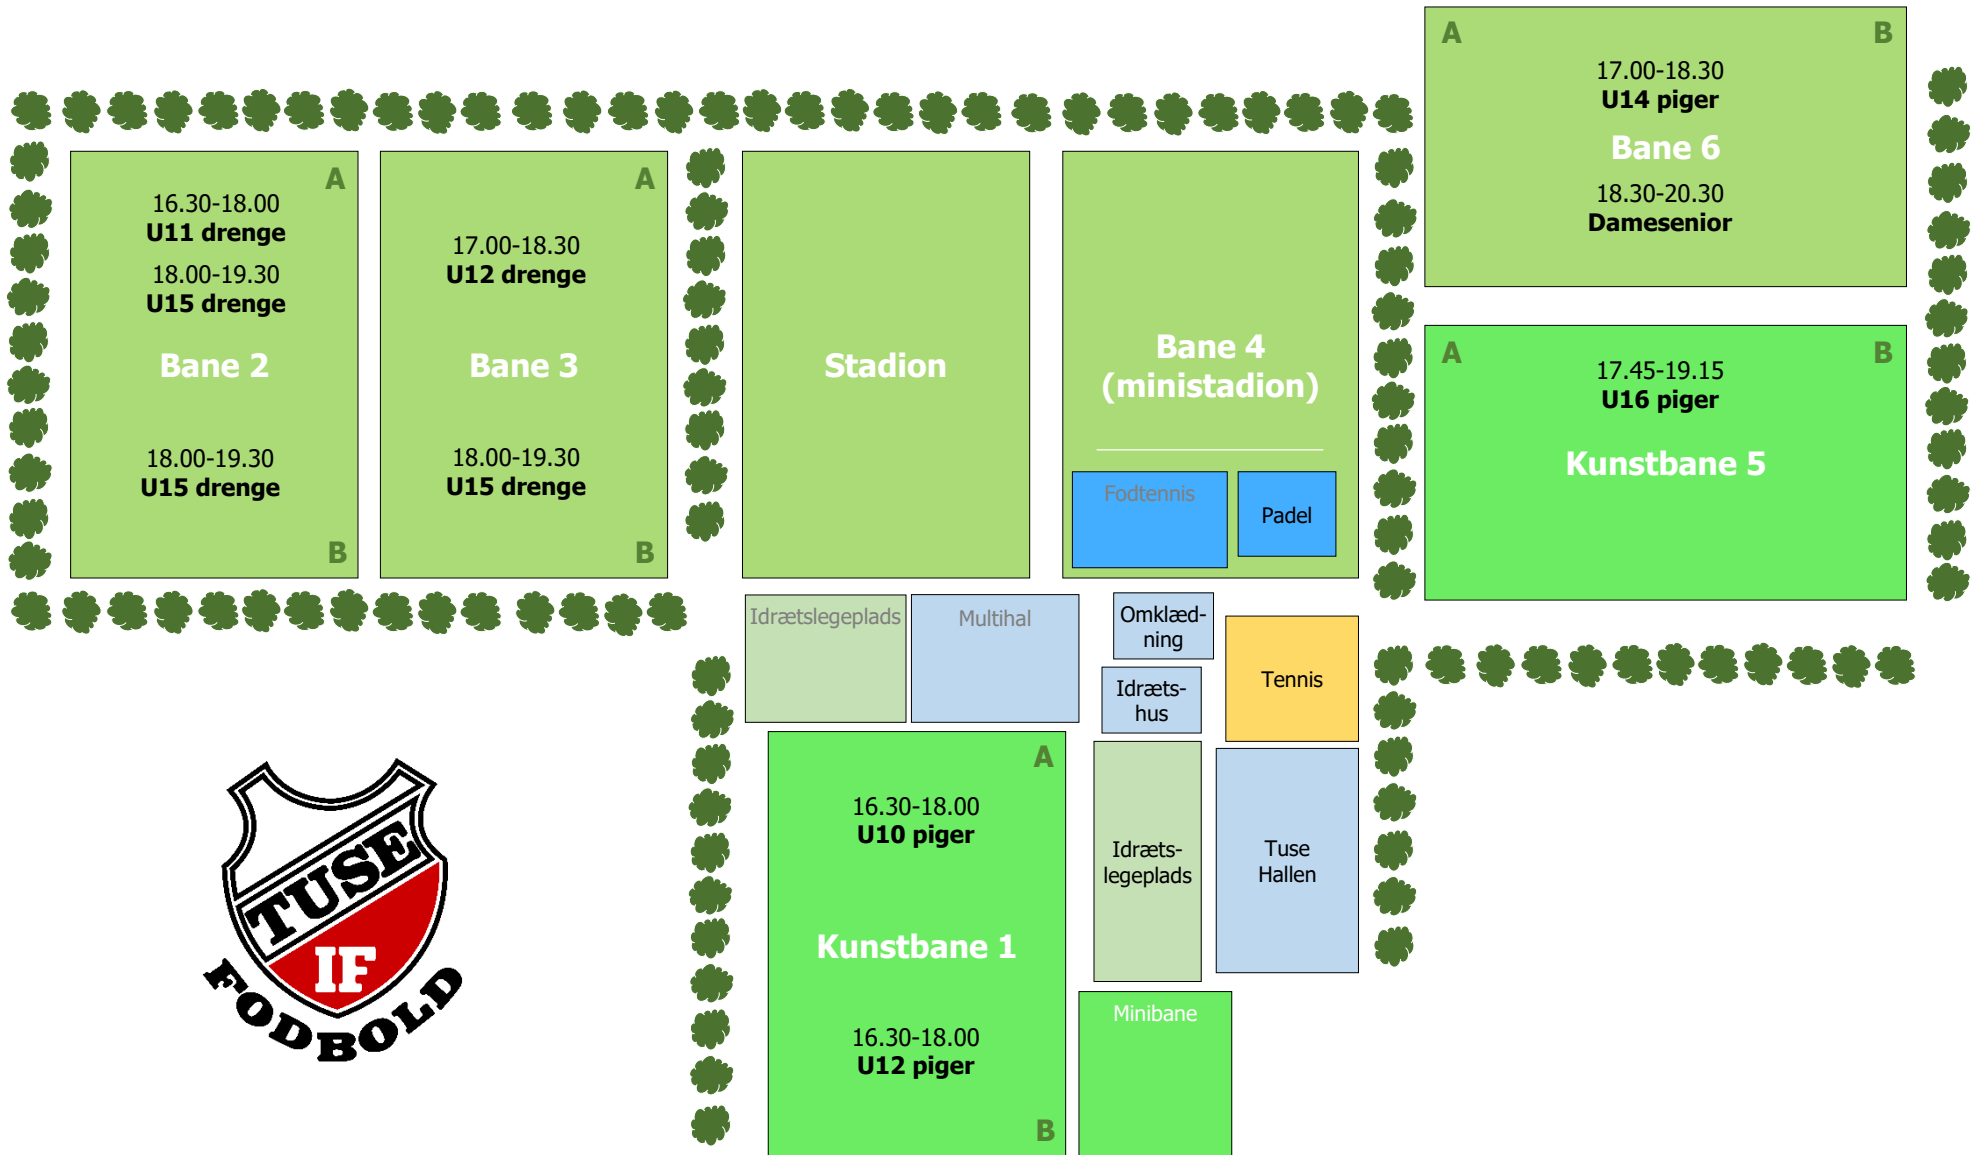 A
B
17.00-18.30
U14 piger
Bane 6
18.30-20.30
Damesenior
A
16.30-18.00
U11 drenge
18.00-19.30
U15 drenge
Bane 2
18.00-19.30
U15 drenge
B
A
17.00-18.30
U12 drenge
Bane 3
18.00-19.30
U15 drenge
B
Stadion
Bane 4
(ministadion)
Fodtennis
Padel
A
B
17.45-19.15
U16 piger
Kunstbane 5
Idrætslegeplads
Multihal
Omklæd-
ning
Idræts-
hus
Tennis
A
16.30-18.00
U10 piger
Kunstbane 1
16.30-18.00
U12 piger
B
Idræts-
legeplads
Tuse
Hallen
Minibane
TUSE
IF
FODBOLD